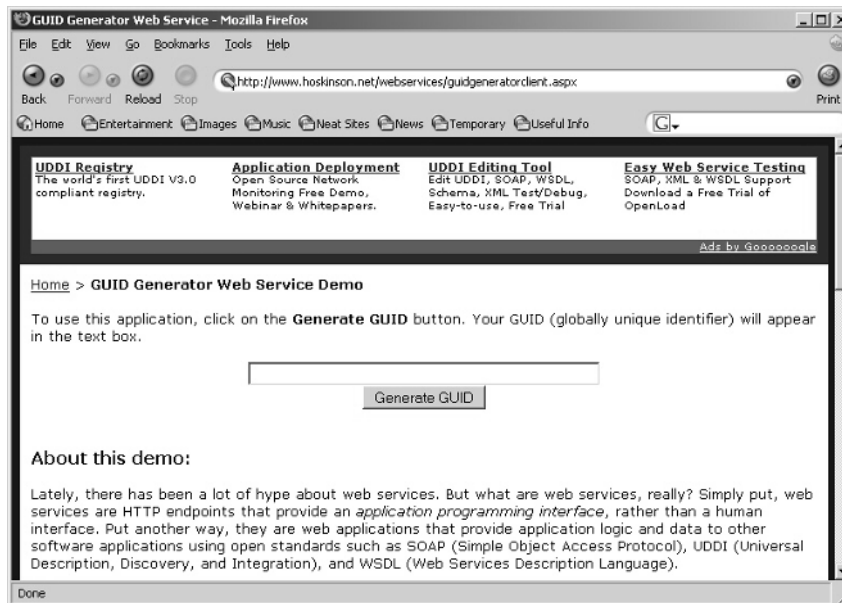 GUID Generator Web Service - Mozilla Firefox
File Edit View Go Bookmarks Tools Help
http://www.hoskinson.net/webservices/guidgeneratorclient.aspx
Back Forward Reload Stop Print
Home Entertainment Images Music Neat Sites News Temporary Useful Info G
UDDI Registry
The world's first UDDI V3.0
compliant registry.
Application Deployment
Open Source Network
Monitoring Free Demo,
Webinar & Whitepapers.
UDDI Editing Tool
Edit UDDI, SOAP, WSDL,
Schema, XML Test/Debug,
Easy-to-use, Free Trial
Easy Web Service Testing
SOAP, XML & WSDL Support
Download a Free Trial of
OpenLoad
Ads by Goooooogle
Home > GUID Generator Web Service Demo
To use this application, click on the Generate GUID button. Your GUID (globally unique identifier) will appear
in the text box.
Generate GUID
About this demo:
Lately, there has been a lot of hype about web services. But what are web services, really? Simply put, web
services are HTTP endpoints that provide an application programming interface, rather than a human
interface. Put another way, they are web applications that provide application logic and data to other
software applications using open standards such as SOAP (Simple Object Access Protocol), UDDI (Universal
Description, Discovery, and Integration), and WSDL (Web Services Description Language).
Done